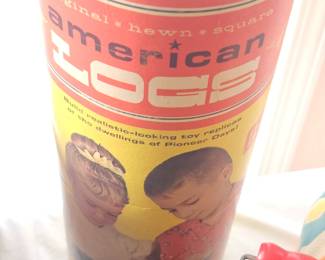 ginal ★ hewn ★ square
american
LOGS
Build realistic-looking toy replicas
of the dwellings of Pioneer Days!